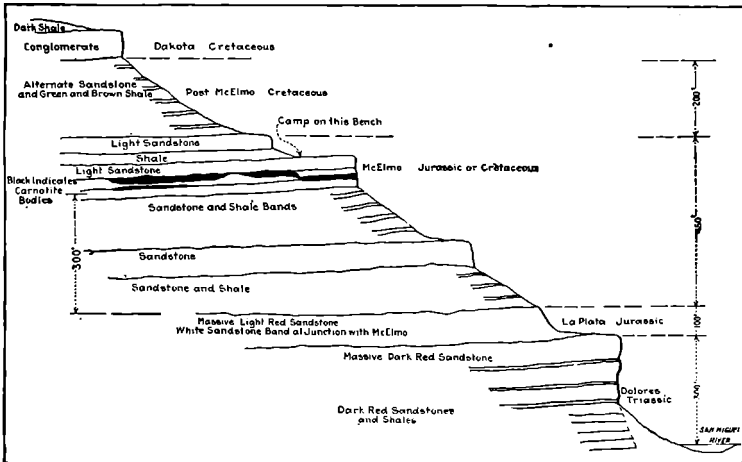 Dark Shale
Conglomerate
Dakota Cretaceous
Alternate Sandstone
and Green and Brown Shale
Post McElmo Cretaceous
200'
Camp on this Bench
Light Sandstone
Shale
Light Sandstone
McElmo Jurassic or Cretaceous
Black Indicates
Carnotite
Bodies
Sandstone and Shale Bands
300'
Sandstone
Sandstone and Shale
Massive Light Red Sandstone
White Sandstone Band at Junction with McElmo
La Plata Jurassic
100'
Massive Dark Red Sandstone
Dolores
Triassic
Dark Red Sandstones
and Shales
SAN MIGUEL
RIVER